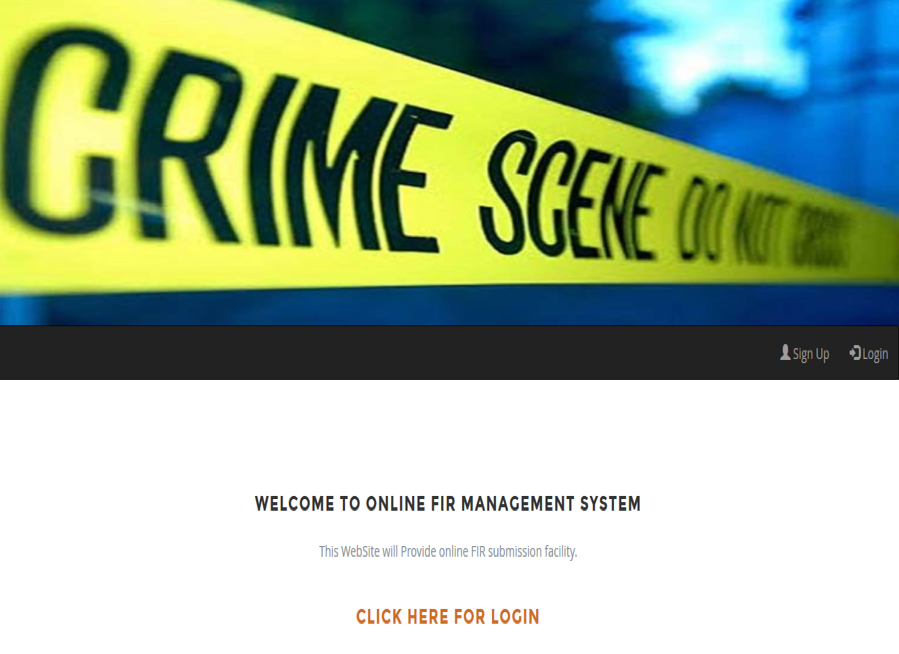 CRIME SCENE DO NOT CROSS
Sign Up Login
WELCOME TO ONLINE FIR MANAGEMENT SYSTEM
This WebSite will Provide online FIR submission facility.
CLICK HERE FOR LOGIN